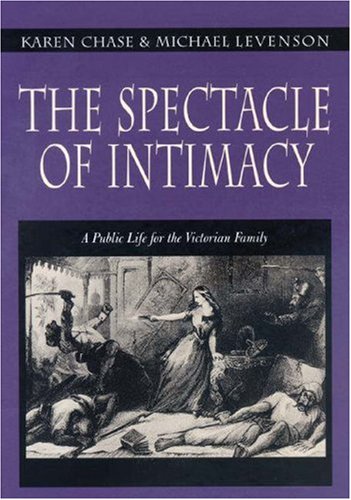 KAREN CHASE & MICHAEL LEVENSON
THE SPECTACLE
OF INTIMACY
A Public Life for the Victorian Family